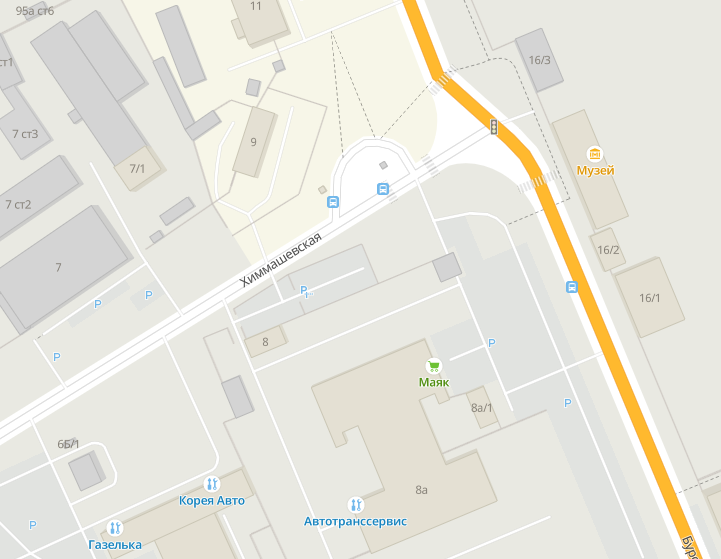 95а ст6
11
16/3
7 ст3
7/1
9
Музей
7 ст2
16/2
Химмашевская
7
16/1
P
P
P
P
8
P
Маяк
8а/1
P
6Б/1
8а
Корея Авто
Автотранссервис
P
Газелька